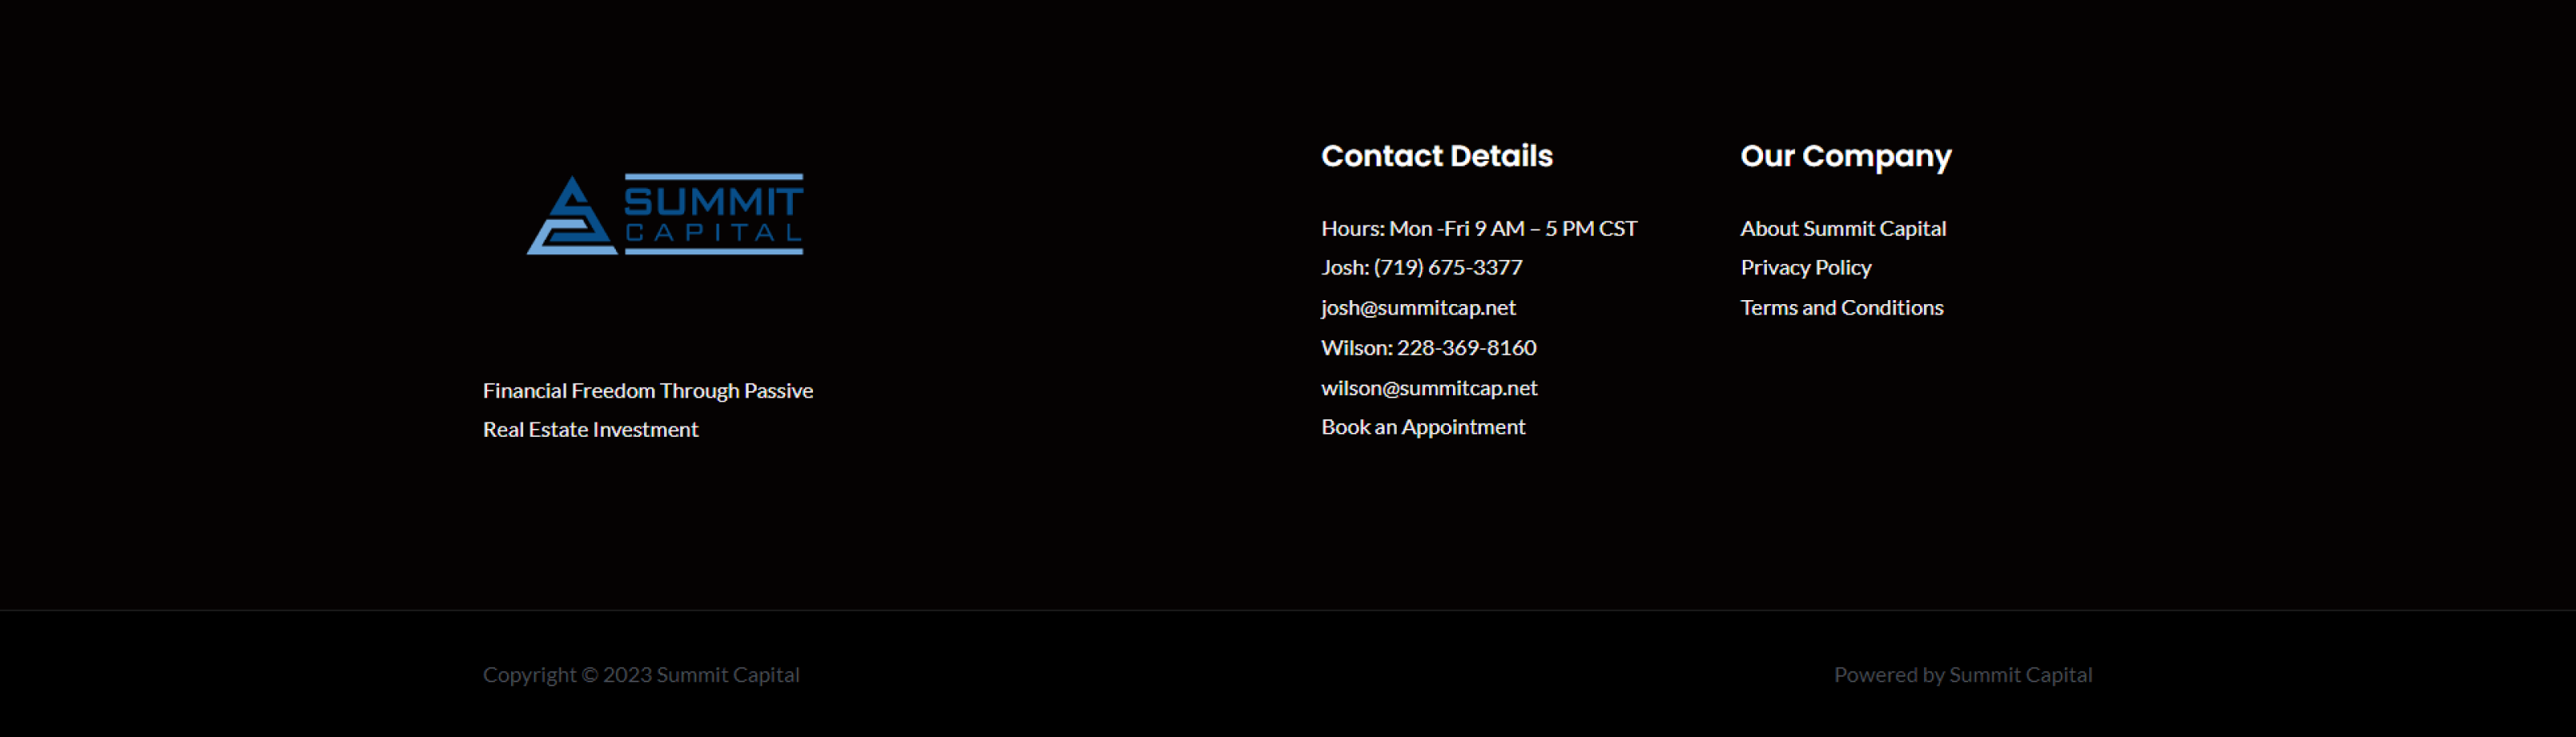 SUMMIT
CAPITAL
Financial Freedom Through Passive
Real Estate Investment
Contact Details
Hours: Mon -Fri 9 AM – 5 PM CST
Josh: (719) 675-3377
josh@summitcap.net
Wilson: 228-369-8160
wilson@summitcap.net
Book an Appointment
Our Company
About Summit Capital
Privacy Policy
Terms and Conditions
Copyright © 2023 Summit Capital
Powered by Summit Capital